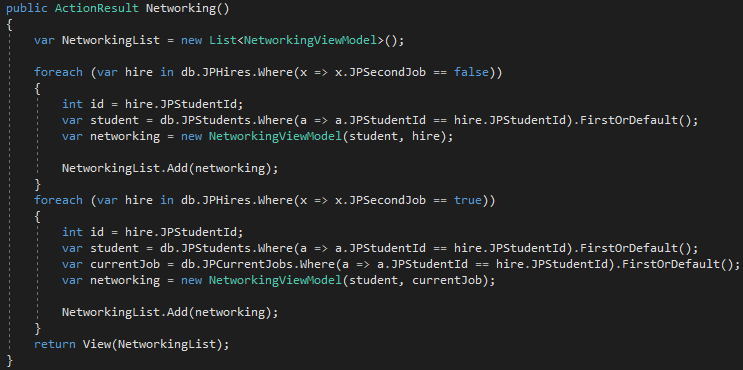 public ActionResult Networking()
{
    var NetworkingList = new List<NetworkingViewModel>();

    foreach (var hire in db.JPHires.Where(x => x.JPSecondJob == false))
    {
        int id = hire.JPStudentId;
        var student = db.JPStudents.Where(a => a.JPStudentId == hire.JPStudentId).FirstOrDefault();
        var networking = new NetworkingViewModel(student, hire);

        NetworkingList.Add(networking);
    }
    foreach (var hire in db.JPHires.Where(x => x.JPSecondJob == true))
    {
        int id = hire.JPStudentId;
        var student = db.JPStudents.Where(a => a.JPStudentId == hire.JPStudentId).FirstOrDefault();
        var currentJob = db.JPCurrentJobs.Where(a => a.JPStudentId == hire.JPStudentId).FirstOrDefault();
        var networking = new NetworkingViewModel(student, currentJob);

        NetworkingList.Add(networking);
    }
    return View(NetworkingList);
}